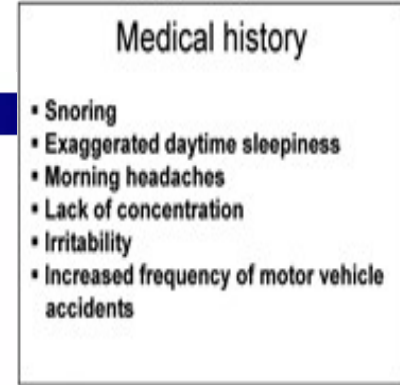 Medical history
▪ Snoring
▪ Exaggerated daytime sleepiness
▪ Morning headaches
▪ Lack of concentration
▪ Irritability
▪ Increased frequency of motor vehicle
accidents